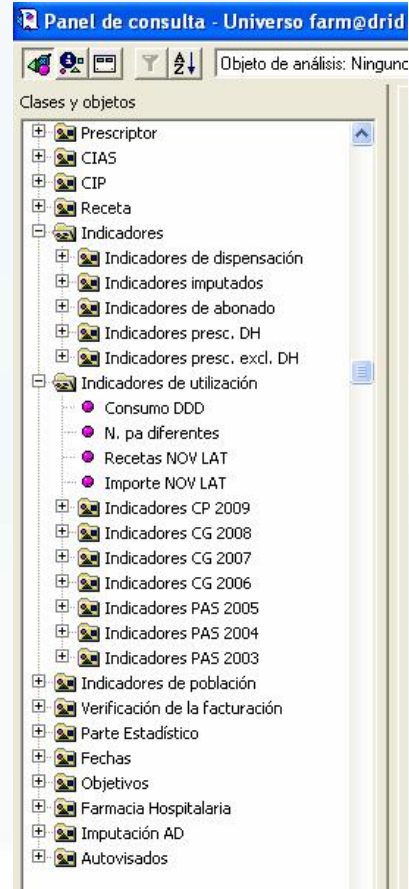 Panel de consulta - Universo farm@drid
Objeto de análisis: Ninguno
Clases y objetos
Prescriptor
CIAS
CIP
Receta
Indicadores
Indicadores de dispensación
Indicadores imputados
Indicadores de abonado
Indicadores presc. DH
Indicadores presc. excl. DH
Indicadores de utilización
Consumo DDD
N. pa diferentes
Recetas NOV LAT
Importe NOV LAT
Indicadores CP 2009
Indicadores CG 2008
Indicadores CG 2007
Indicadores CG 2006
Indicadores PAS 2005
Indicadores PAS 2004
Indicadores PAS 2003
Indicadores de población
Verificación de la facturación
Parte Estadístico
Fechas
Objetivos
Farmacia Hospitalaria
Imputación AD
Autovisados